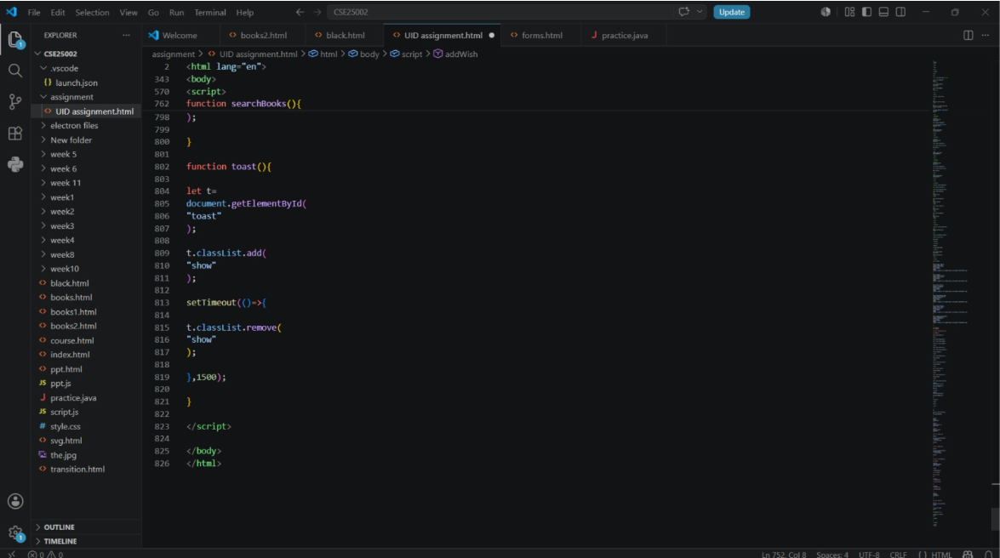 File Edit Selection View Go Run Terminal Help
CSE25002
Update
EXPLORER
Welcome
books2.html
black.html
UID assignment.html
forms.html
practice.java
CSE25002
.vscode
launch.json
assignment
UID assignment.html
electron files
New folder
week 5
week 6
week 11
week1
week2
week3
week4
week8
week10
black.html
books.html
books1.html
books2.html
course.html
index.html
ppt.html
JS ppt.js
J practice.java
JS script.js
# style.css
svg.html
the.jpg
transition.html
OUTLINE
TIMELINE
assignment > UID assignment.html > html > body > script > addWish
2 <html lang="en">
343 <body>
570 <script>
762 function searchBooks(){
798 );
799
800 }
801
802 function toast(){
803
804 let t=
805 document.getElementById(
806 "toast"
807 );
808
809 t.classList.add(
810 "show"
811 );
812
813 setTimeout(()=>{
814
815 t.classList.remove(
816 "show"
817 );
818
819 },1500);
820
821 }
822
823 </script>
824
825 </body>
826 </html>
0 0
Ln 752, Col 8 Spaces: 4 UTF-8 CRLF {} HTML